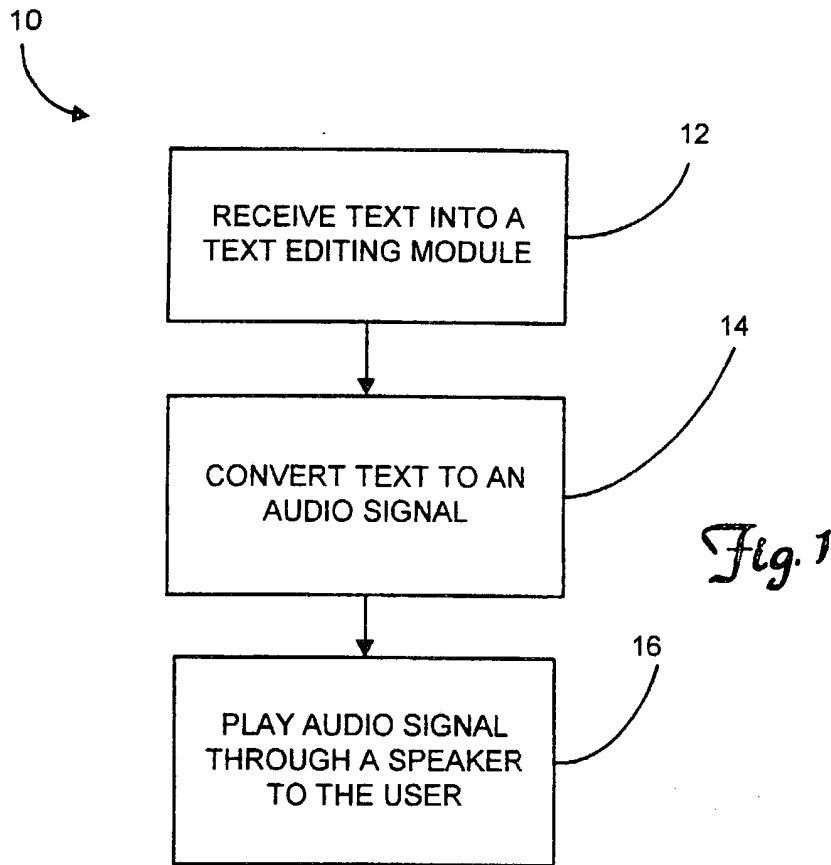 10
12
RECEIVE TEXT INTO A
TEXT EDITING MODULE
14
CONVERT TEXT TO AN
AUDIO SIGNAL
Fig. 1
16
PLAY AUDIO SIGNAL
THROUGH A SPEAKER
TO THE USER